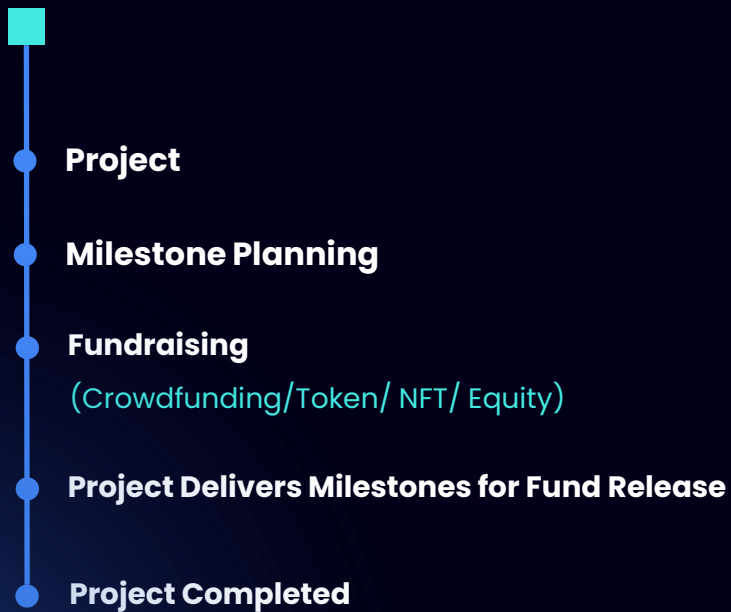 Project
Milestone Planning
Fundraising
(Crowdfunding/Token/ NFT/ Equity)
Project Delivers Milestones for Fund Release
Project Completed